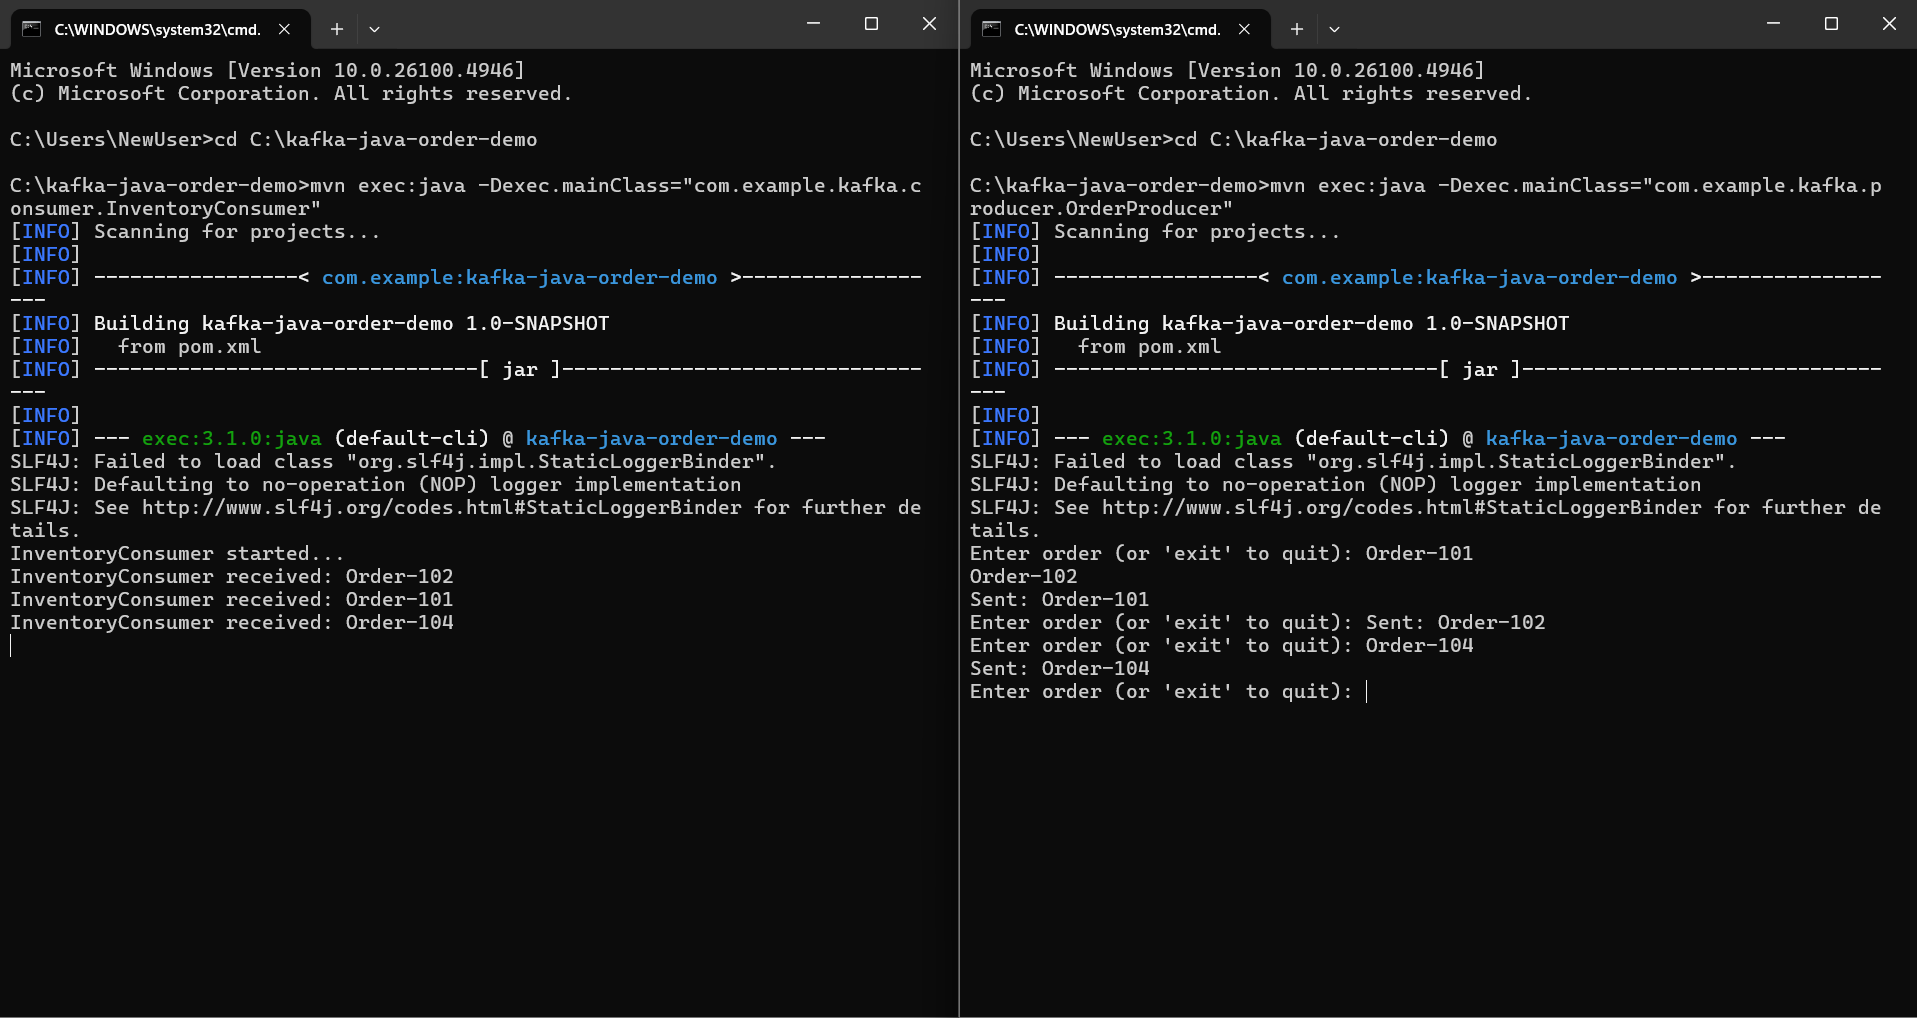 C:\WINDOWS\system32\cmd.
Microsoft Windows [Version 10.0.26100.4946]
(c) Microsoft Corporation. All rights reserved.
C:\Users\NewUser>cd C:\kafka-java-order-demo
C:\kafka-java-order-demo>mvn exec:java -Dexec.mainClass="com.example.kafka.c
onsumer.InventoryConsumer"
[INFO] Scanning for projects...
[INFO]
[INFO] -----------------< com.example:kafka-java-order-demo >---------------
---
[INFO] Building kafka-java-order-demo 1.0-SNAPSHOT
[INFO]   from pom.xml
[INFO] --------------------------------[ jar ]------------------------------
---
[INFO]
[INFO] --- exec:3.1.0:java (default-cli) @ kafka-java-order-demo ---
SLF4J: Failed to load class "org.slf4j.impl.StaticLoggerBinder".
SLF4J: Defaulting to no-operation (NOP) logger implementation
SLF4J: See http://www.slf4j.org/codes.html#StaticLoggerBinder for further de
tails.
InventoryConsumer started...
InventoryConsumer received: Order-102
InventoryConsumer received: Order-101
InventoryConsumer received: Order-104
C:\WINDOWS\system32\cmd.
Microsoft Windows [Version 10.0.26100.4946]
(c) Microsoft Corporation. All rights reserved.
C:\Users\NewUser>cd C:\kafka-java-order-demo
C:\kafka-java-order-demo>mvn exec:java -Dexec.mainClass="com.example.kafka.p
roducer.OrderProducer"
[INFO] Scanning for projects...
[INFO]
[INFO] -----------------< com.example:kafka-java-order-demo >---------------
---
[INFO] Building kafka-java-order-demo 1.0-SNAPSHOT
[INFO]   from pom.xml
[INFO] --------------------------------[ jar ]------------------------------
---
[INFO]
[INFO] --- exec:3.1.0:java (default-cli) @ kafka-java-order-demo ---
SLF4J: Failed to load class "org.slf4j.impl.StaticLoggerBinder".
SLF4J: Defaulting to no-operation (NOP) logger implementation
SLF4J: See http://www.slf4j.org/codes.html#StaticLoggerBinder for further de
tails.
Enter order (or 'exit' to quit): Order-101
Order-102
Sent: Order-101
Enter order (or 'exit' to quit): Sent: Order-102
Enter order (or 'exit' to quit): Order-104
Sent: Order-104
Enter order (or 'exit' to quit):